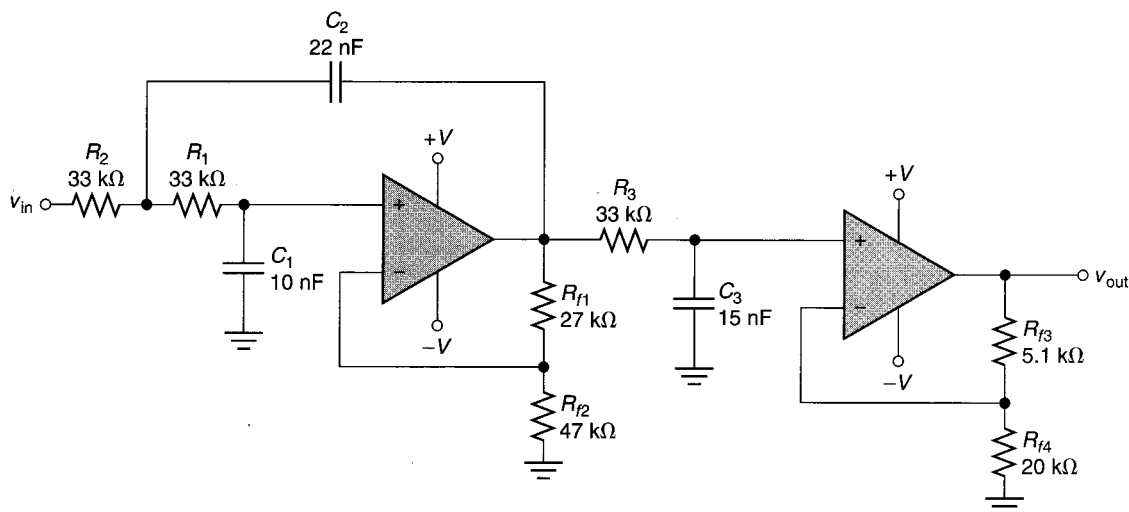 C2
22 nF
R2
33 kΩ
R1
33 kΩ
+V
vin
+
−
C1
10 nF
−V
Rf1
27 kΩ
Rf2
47 kΩ
R3
33 kΩ
C3
15 nF
+V
+
−
−V
vout
Rf3
5.1 kΩ
Rf4
20 kΩ